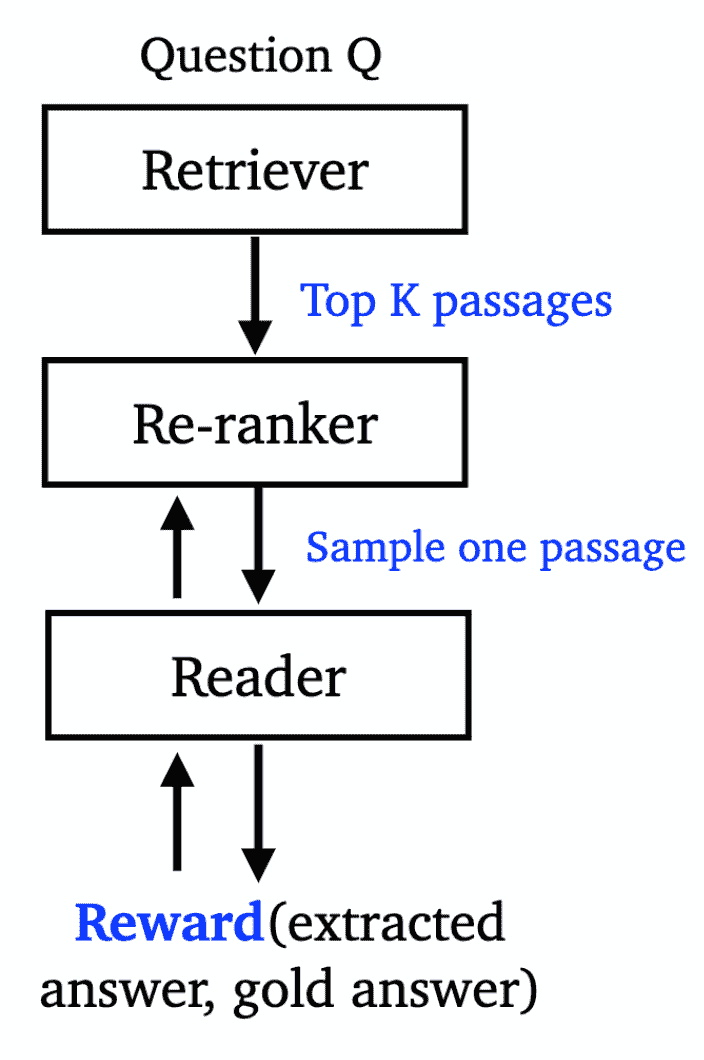 Question Q
Retriever
Top K passages
Re-ranker
Sample one passage
Reader
Reward(extracted
answer, gold answer)